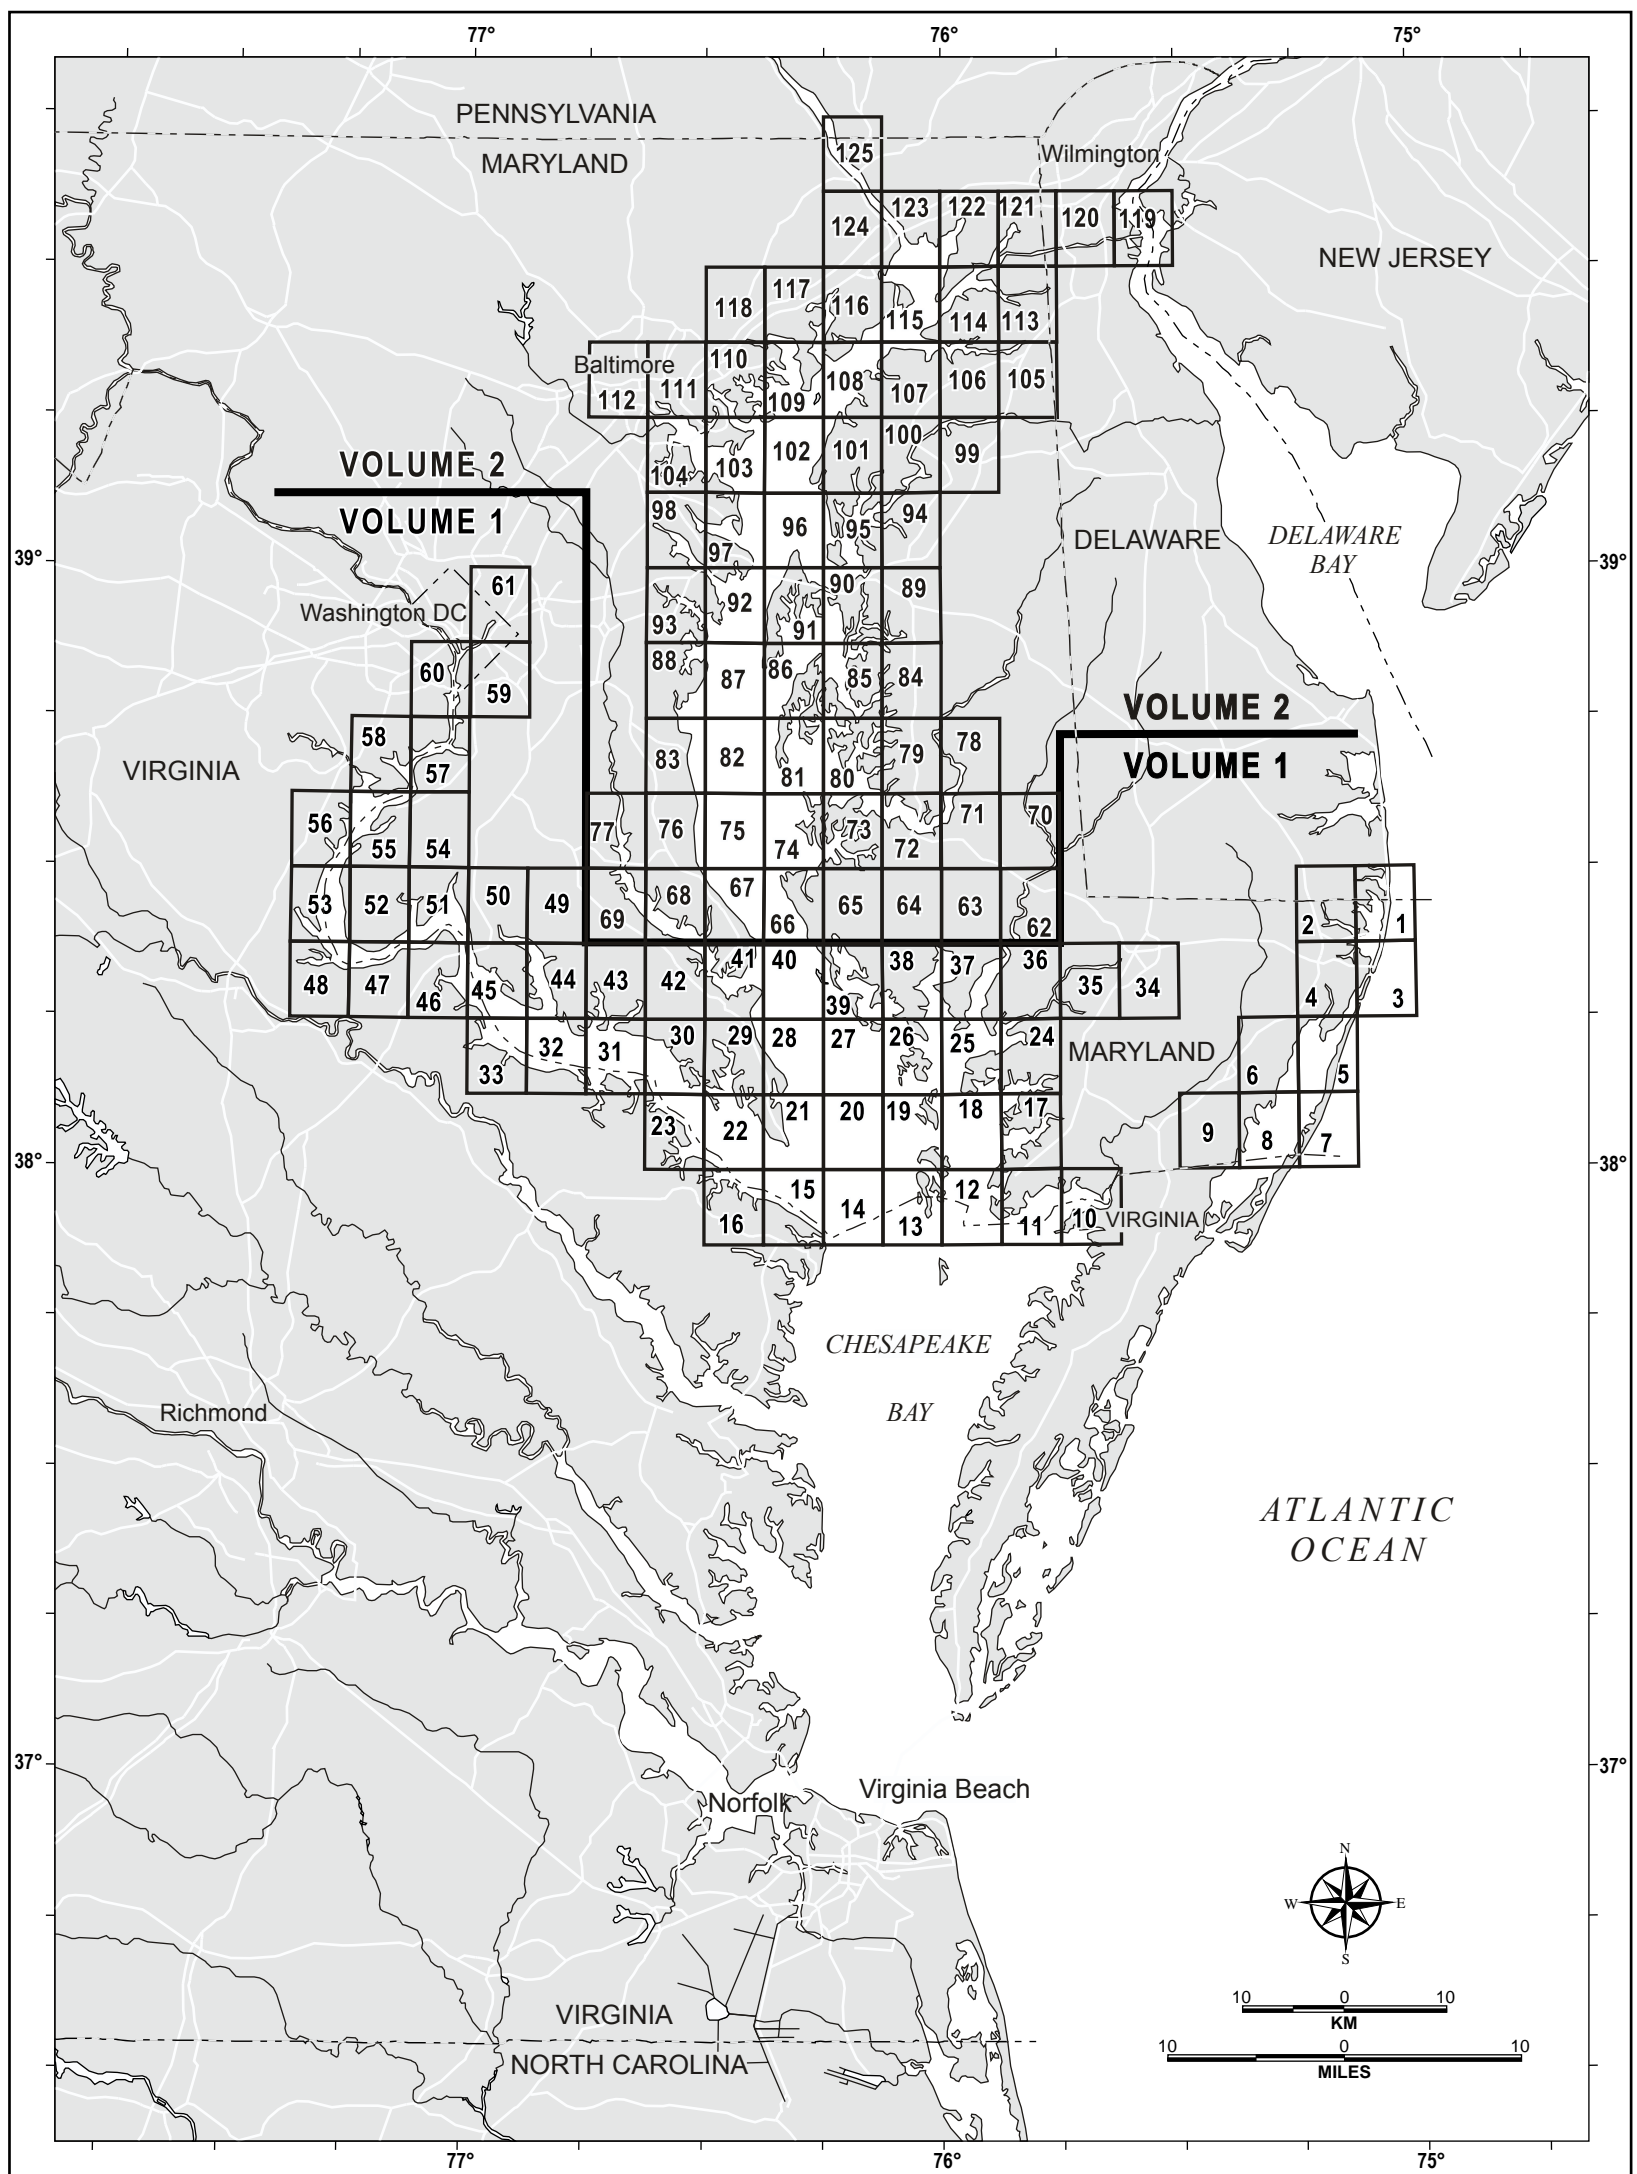 77° 76° 75°
PENNSYLVANIA
MARYLAND
125
Wilmington
124 123 122 121 120 119
NEW JERSEY
118 117 116 115 114 113
Baltimore
112 111 110 109 108 107 106 105
104 103 102 101 100 99
VOLUME 2
VOLUME 1
98 97 96 95 94
DELAWARE
DELAWARE
BAY
39° 39°
61
Washington DC
93 92 91 90 89
60 59
88 87 86 85 84
VOLUME 2
VOLUME 1
58 57
VIRGINIA
83 82 81 80 79 78
56 55 54
77 76 75 74 73 72 71 70
53 52 51 50 49
69 68 67 66 65 64 63 62
2 1
48 47 46 45 44 43 42 41 40 39 38 37 36 35 34
4 3
33 32 31 30 29 28 27 26 25 24
MARYLAND
6 5
23 22 21 20 19 18 17
9 8 7
38° 38°
16 15 14 13 12 11 10
VIRGINIA
CHESAPEAKE
BAY
Richmond
ATLANTIC
OCEAN
37° 37°
Virginia Beach
Norfolk
N
W E
S
10 0 10
KM
10 0 10
MILES
VIRGINIA
NORTH CAROLINA
77° 76° 75°